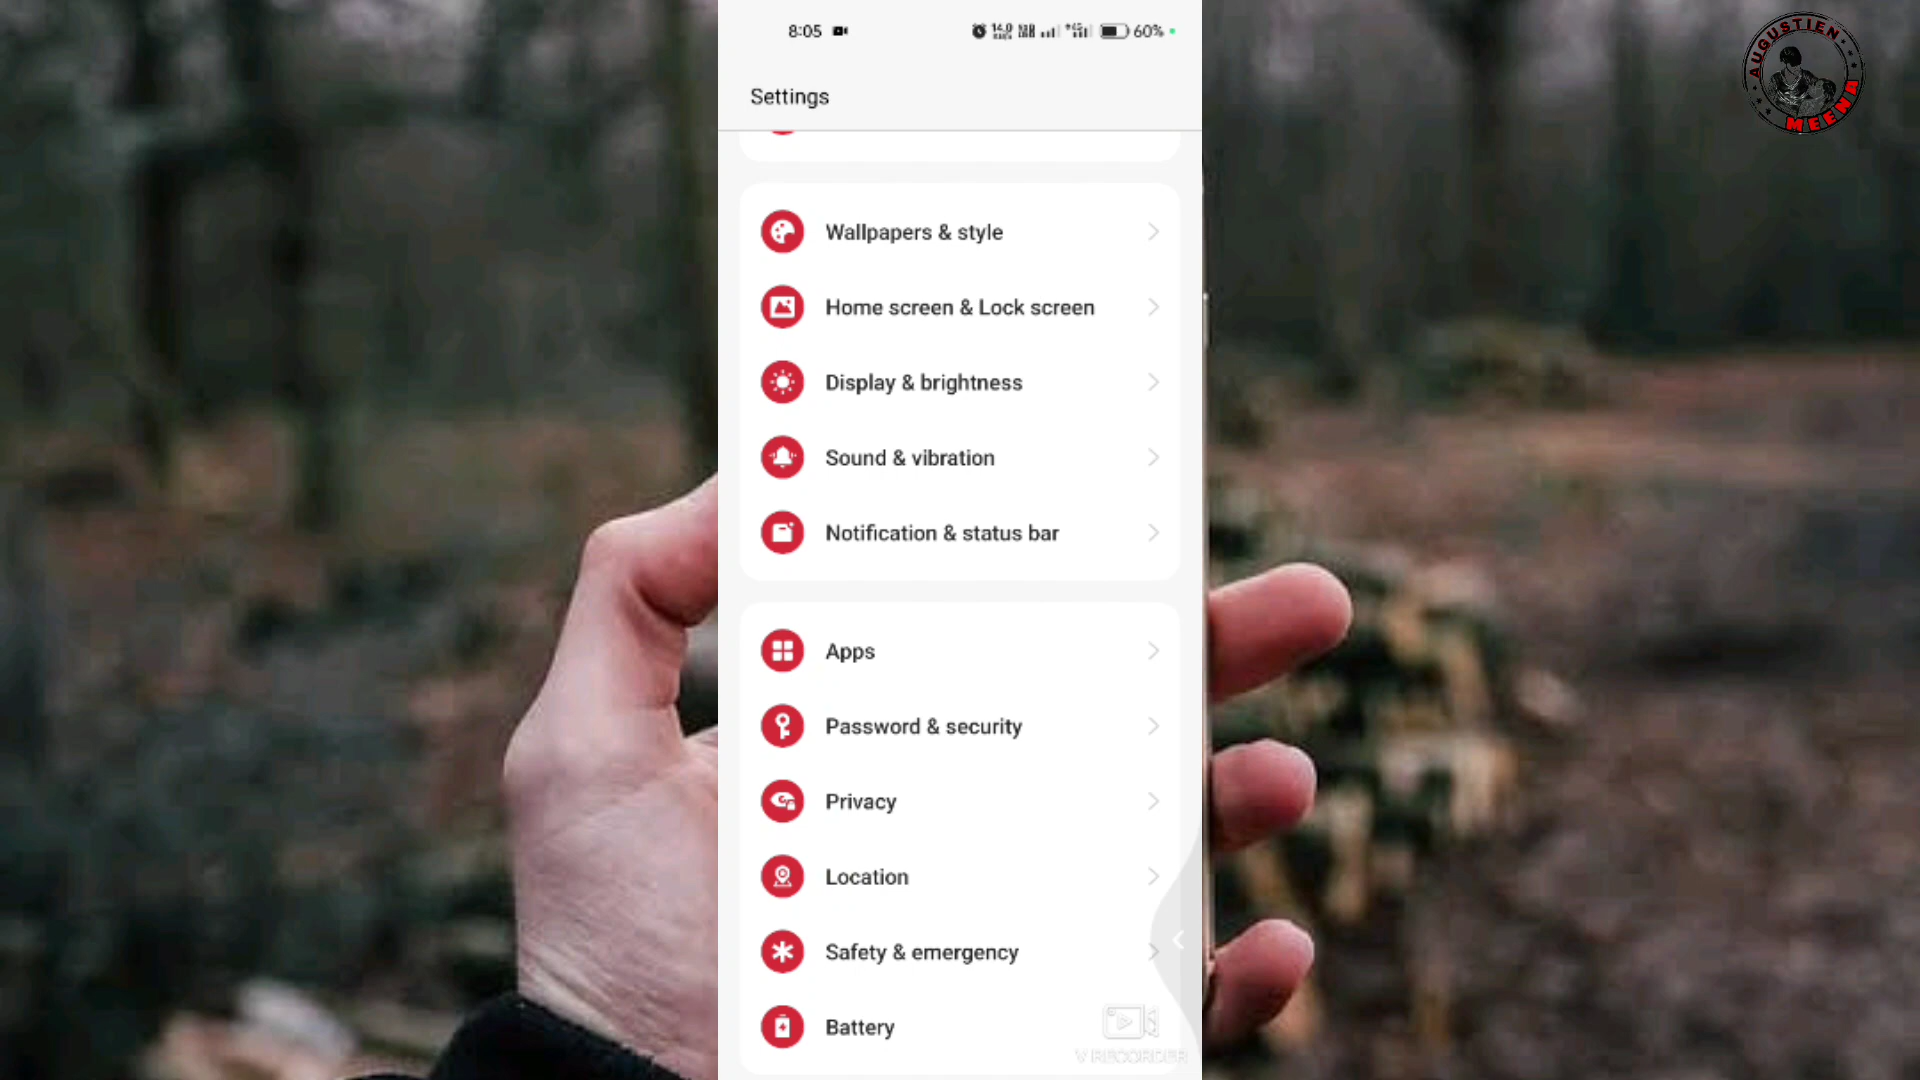 8:05
60%
AUGUSTIEN
MEENA
Settings
Wallpapers & style
Home screen & Lock screen
Display & brightness
Sound & vibration
Notification & status bar
Apps
Password & security
Privacy
Location
Safety & emergency
Battery
V RECORDER